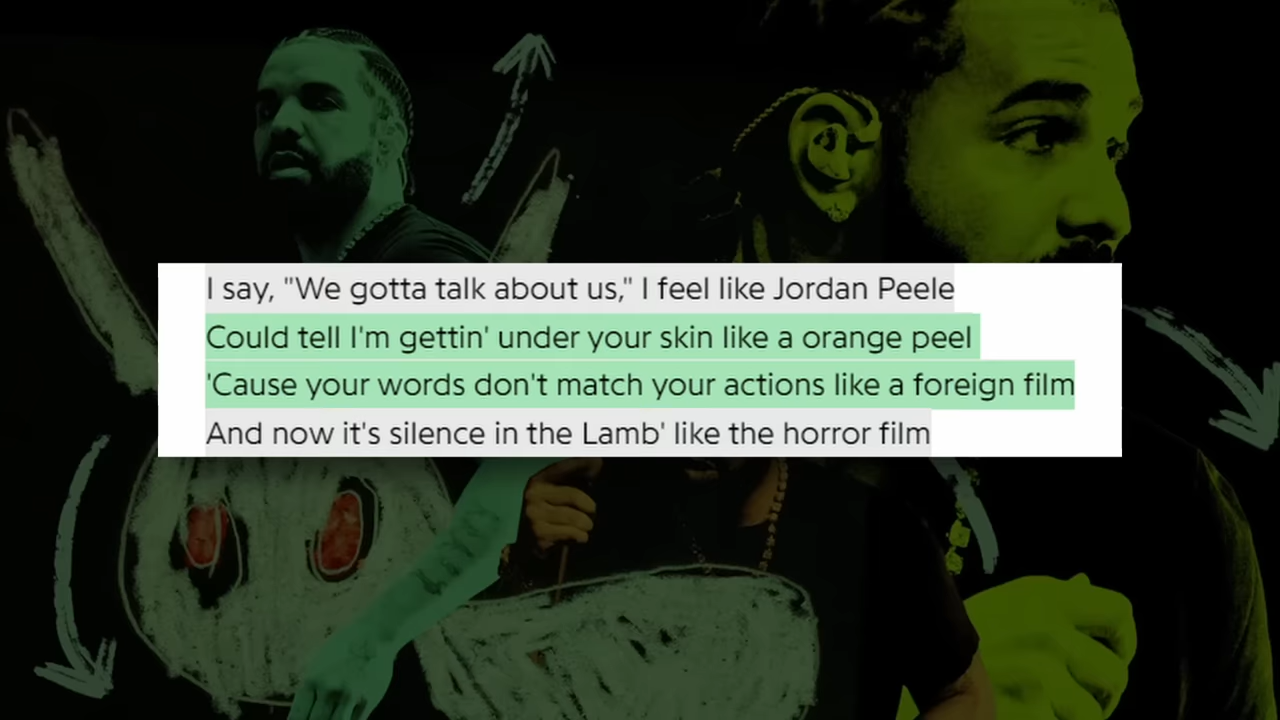 I say, "We gotta talk about us," I feel like Jordan Peele
Could tell I'm gettin' under your skin like a orange peel
'Cause your words don't match your actions like a foreign film
And now it's silence in the Lamb' like the horror film